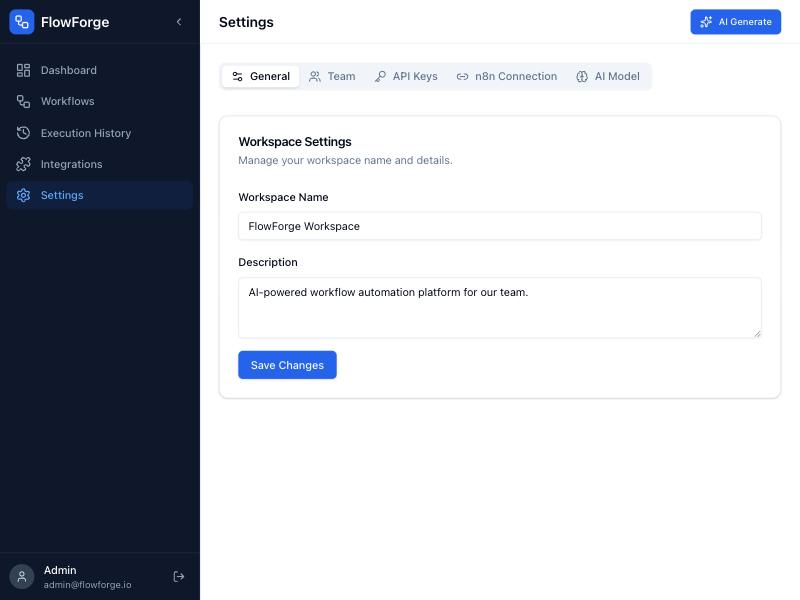 FlowForge
Dashboard
Workflows
Execution History
Integrations
Settings
Admin
admin@flowforge.io
Settings
AI Generate
General
Team
API Keys
n8n Connection
AI Model
Workspace Settings
Manage your workspace name and details.
Workspace Name
FlowForge Workspace
Description
AI-powered workflow automation platform for our team.
Save Changes